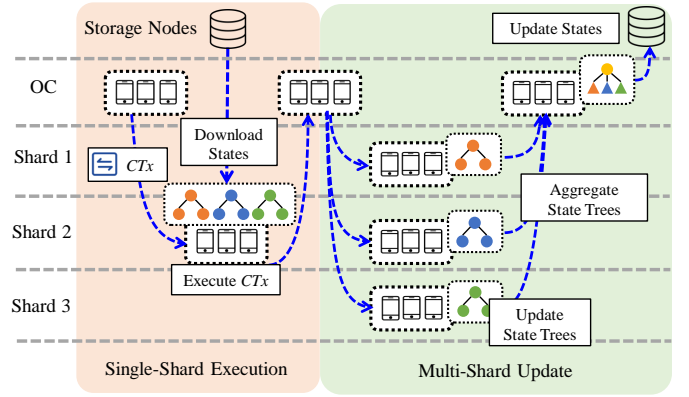 Storage Nodes
Update States
OC
Download
States
Shard 1
CTx
Aggregate
State Trees
Shard 2
Execute CTx
Shard 3
Update
State Trees
Single-Shard Execution
Multi-Shard Update